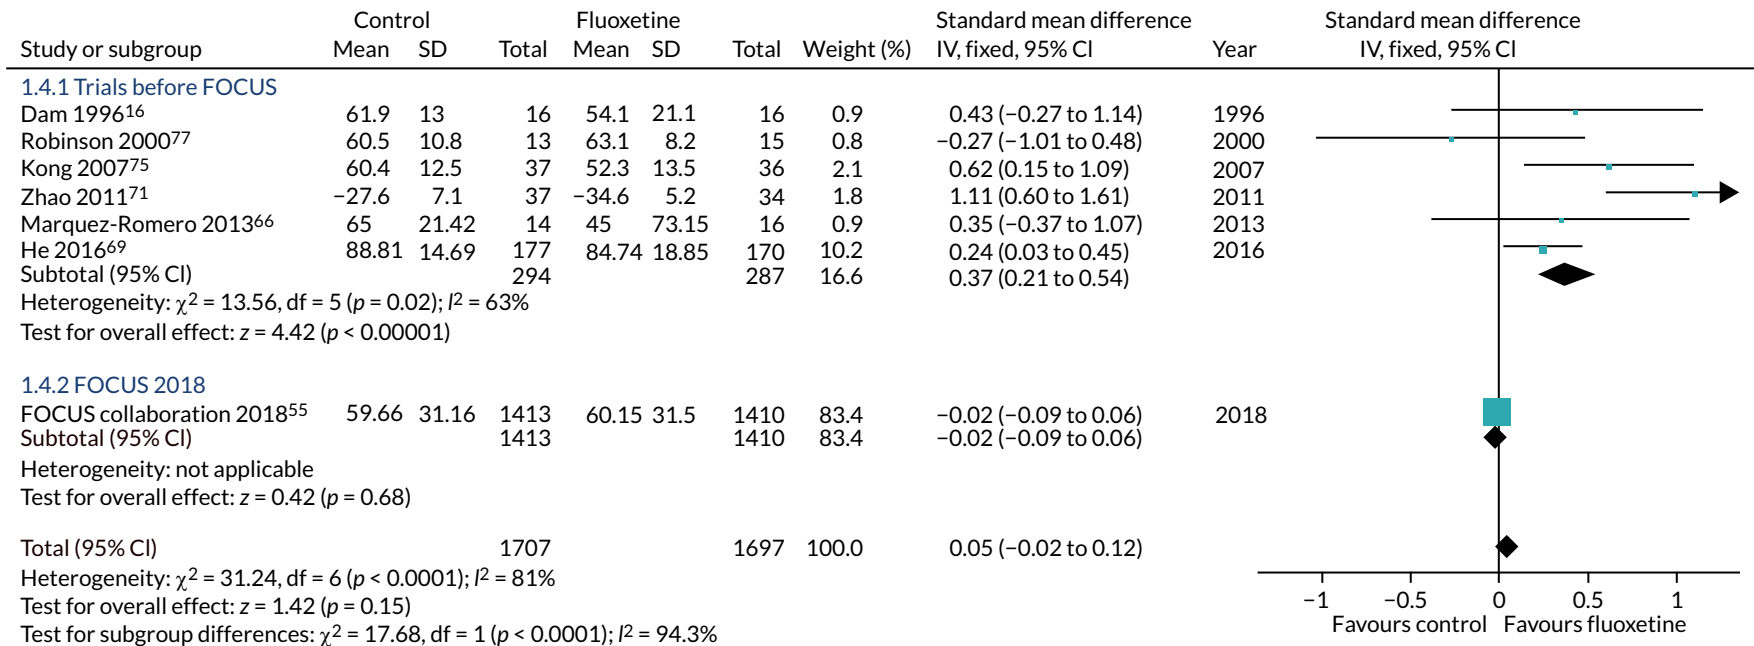 Control Fluoxetine Standard mean difference Standard mean difference
Study or subgroup Mean SD Total Mean SD Total Weight (%) IV, fixed, 95% CI Year IV, fixed, 95% CI
1.4.1 Trials before FOCUS
Dam 1996¹⁶ 61.9 13 16 54.1 21.1 16 0.9 0.43 (−0.27 to 1.14) 1996
Robinson 2000⁷⁷ 60.5 10.8 13 63.1 8.2 15 0.8 −0.27 (−1.01 to 0.48) 2000
Kong 2007⁷⁵ 60.4 12.5 37 52.3 13.5 36 2.1 0.62 (0.15 to 1.09) 2007
Zhao 2011⁷¹ −27.6 7.1 37 −34.6 5.2 34 1.8 1.11 (0.60 to 1.61) 2011
Marquez-Romero 2013⁶⁶ 65 21.42 14 45 73.15 16 0.9 0.35 (−0.37 to 1.07) 2013
He 2016⁶⁹ 88.81 14.69 177 84.74 18.85 170 10.2 0.24 (0.03 to 0.45) 2016
Subtotal (95% CI) 294 287 16.6 0.37 (0.21 to 0.54)
Heterogeneity: χ² = 13.56, df = 5 (p = 0.02); I² = 63%
Test for overall effect: z = 4.42 (p < 0.00001)
1.4.2 FOCUS 2018
FOCUS collaboration 2018⁵⁵ 59.66 31.16 1413 60.15 31.5 1410 83.4 −0.02 (−0.09 to 0.06) 2018
Subtotal (95% CI) 1413 1410 83.4 −0.02 (−0.09 to 0.06)
Heterogeneity: not applicable
Test for overall effect: z = 0.42 (p = 0.68)
Total (95% CI) 1707 1697 100.0 0.05 (−0.02 to 0.12)
Heterogeneity: χ² = 31.24, df = 6 (p < 0.0001); I² = 81%
Test for overall effect: z = 1.42 (p = 0.15)
Test for subgroup differences: χ² = 17.68, df = 1 (p < 0.0001); I² = 94.3%
−1 −0.5 0 0.5 1
Favours control Favours fluoxetine